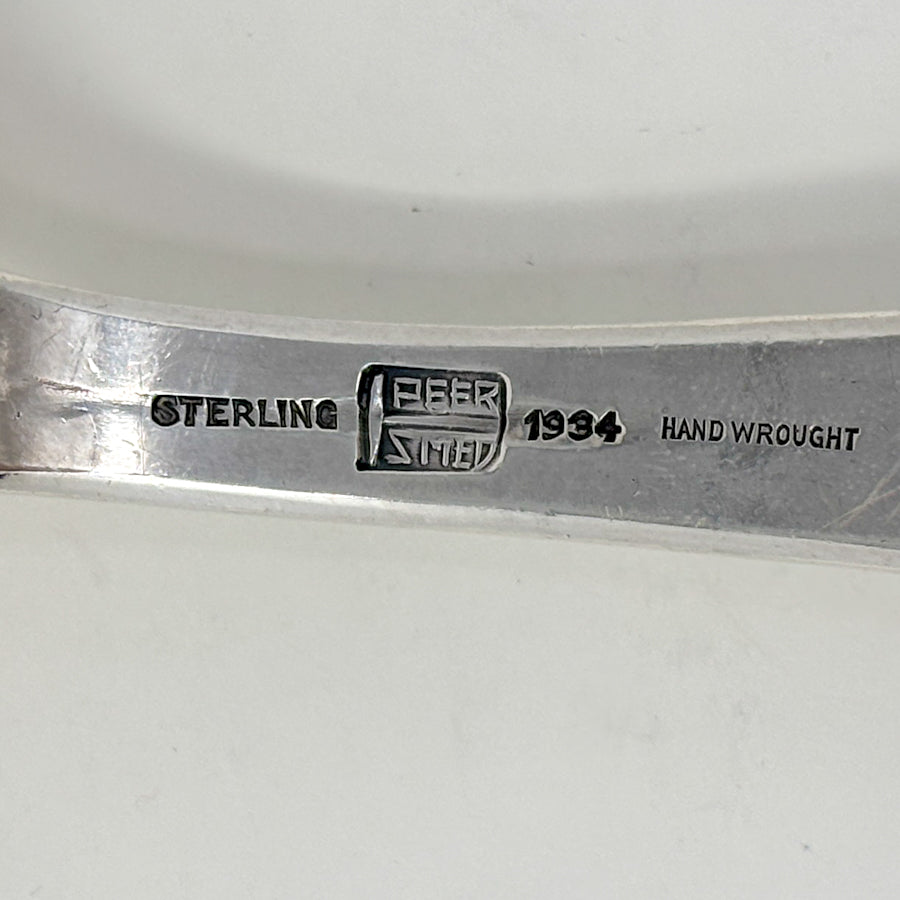 STERLING
PEER
SMED
1934
HAND WROUGHT